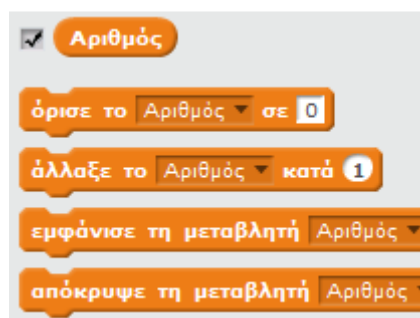 Αριθμός
όρισε το Αριθμός σε 0
άλλαξε το Αριθμός κατά 1
εμφάνισε τη μεταβλητή Αριθμός
απόκρυψε τη μεταβλητή Αριθμός